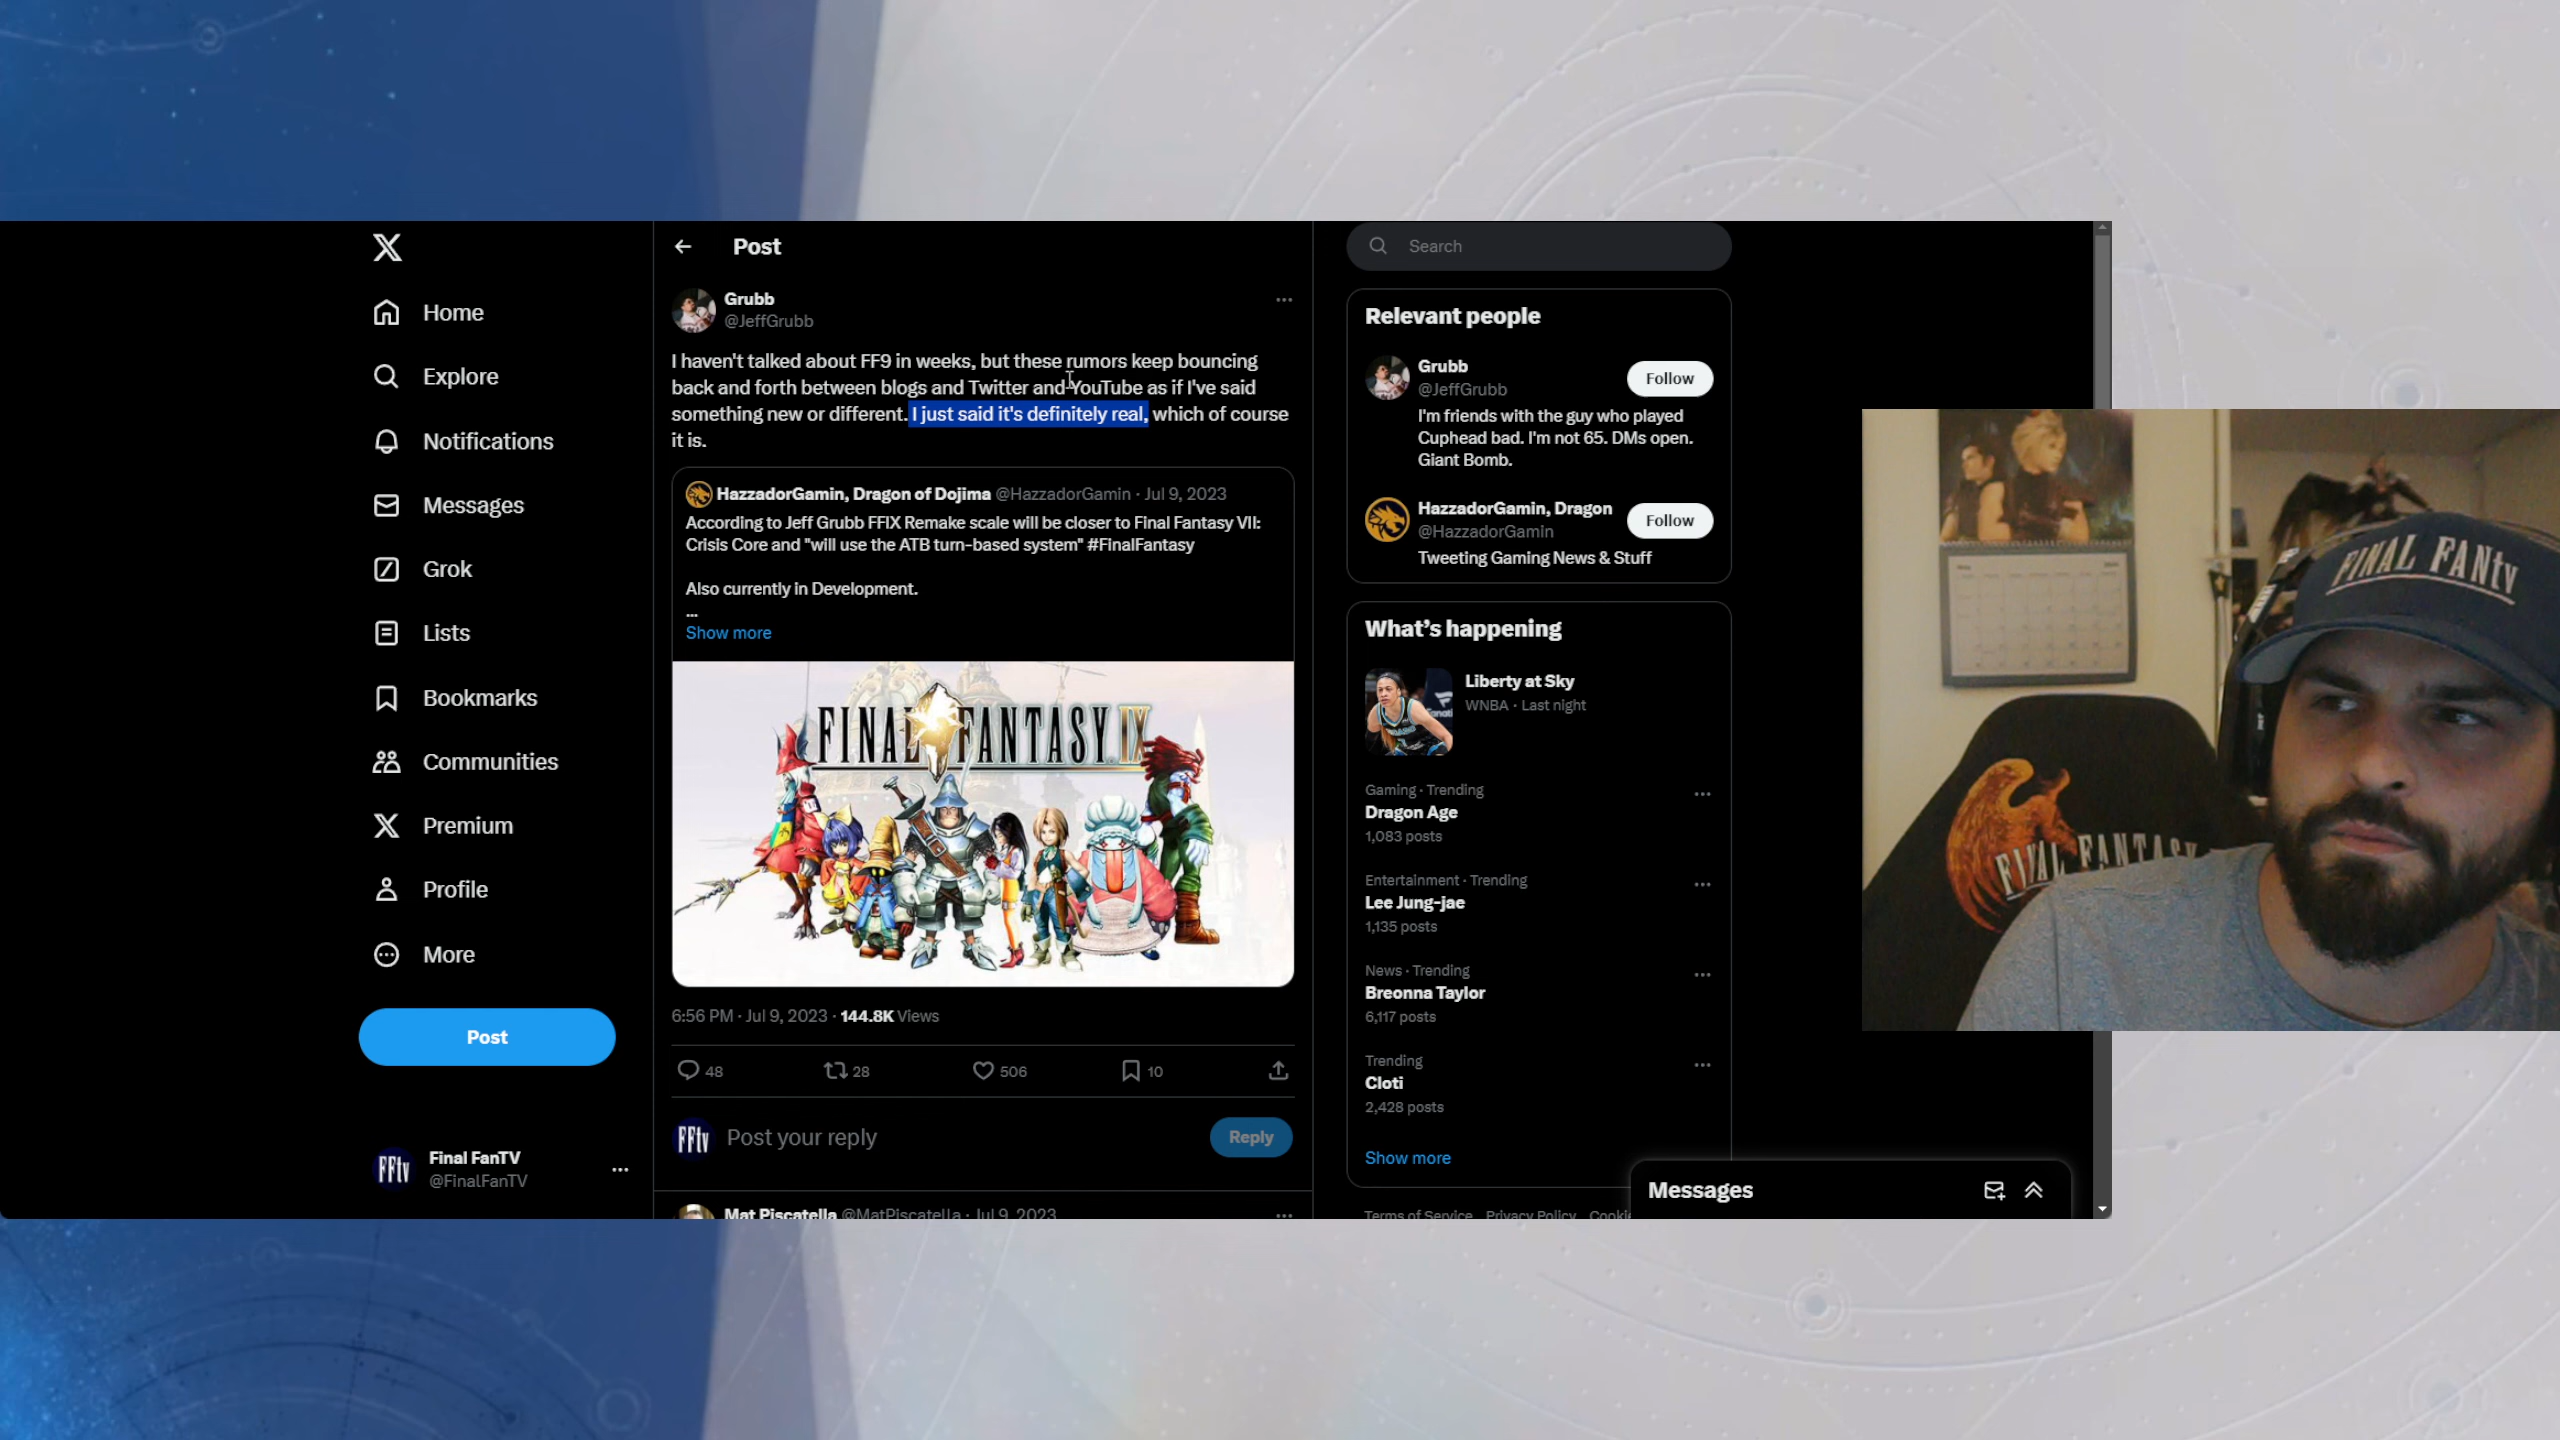 Home
Explore
Notifications
Messages
Grok
Lists
Bookmarks
Communities
Premium
Profile
More
Post
Final FanTV
@FinalFanTV
Post
Grubb
@JeffGrubb
I haven't talked about FF9 in weeks, but these rumors keep bouncing
back and forth between blogs and Twitter and YouTube as if I've said
something new or different. I just said it's definitely real, which of course
it is.
HazzadorGamin, Dragon of Dojima @HazzadorGamin · Jul 9, 2023
According to Jeff Grubb FFIX Remake scale will be closer to Final Fantasy VII:
Crisis Core and "will use the ATB turn-based system" #FinalFantasy
Also currently in Development.
...
Show more
FINAL FANTASY IX
6:56 PM · Jul 9, 2023 · 144.8K Views
48 28 506 10
FFtv Post your reply Reply
Mat Piscatella @MatPiscatella · Jul 9, 2023
Search
Relevant people
Grubb
@JeffGrubb
Follow
I'm friends with the guy who played
Cuphead bad. I'm not 65. DMs open.
Giant Bomb.
HazzadorGamin, Dragon
@HazzadorGamin
Follow
Tweeting Gaming News & Stuff
What's happening
Liberty at Sky
WNBA · Last night
Gaming · Trending
Dragon Age
1,083 posts
Entertainment · Trending
Lee Jung-jae
1,135 posts
News · Trending
Breonna Taylor
6,117 posts
Trending
Cloti
2,428 posts
Show more
Messages
Terms of Service Privacy Policy
FINAL FANtv
FINAL FANTASY
FFtv